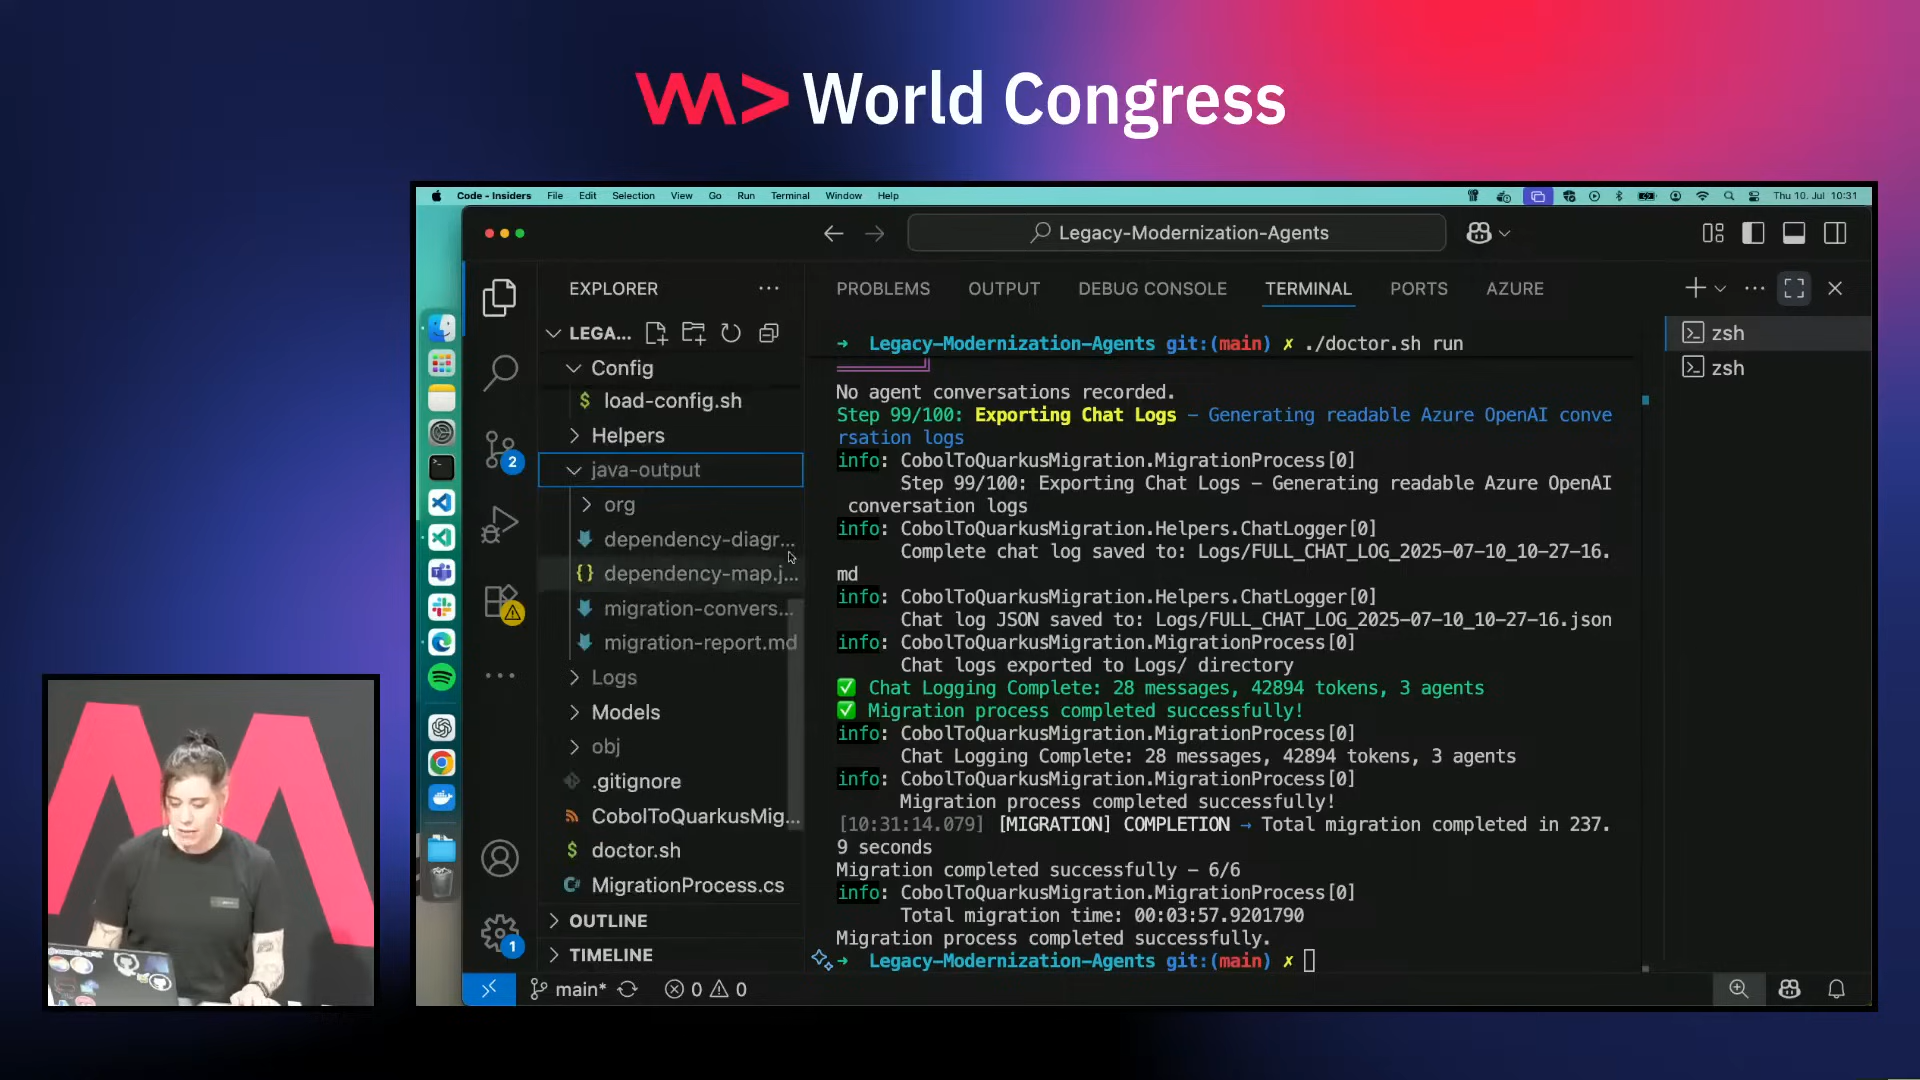 World Congress
Code - Insiders File Edit Selection View Go Run Terminal Window Help Thu 10. Jul 10:31
Legacy-Modernization-Agents
EXPLORER
LEGA...
Config
load-config.sh
Helpers
java-output
org
dependency-diagr...
dependency-map.j...
migration-convers...
migration-report.md
Logs
Models
obj
.gitignore
CobolToQuarkusMig...
doctor.sh
MigrationProcess.cs
OUTLINE
TIMELINE
2
1
PROBLEMS OUTPUT DEBUG CONSOLE TERMINAL PORTS AZURE
zsh
zsh
➜ Legacy-Modernization-Agents git:(main) ✗ ./doctor.sh run
No agent conversations recorded.
Step 99/100: Exporting Chat Logs – Generating readable Azure OpenAI conve
rsation logs
info: CobolToQuarkusMigration.MigrationProcess[0]
Step 99/100: Exporting Chat Logs – Generating readable Azure OpenAI
conversation logs
info: CobolToQuarkusMigration.Helpers.ChatLogger[0]
Complete chat log saved to: Logs/FULL_CHAT_LOG_2025-07-10_10-27-16.
md
info: CobolToQuarkusMigration.Helpers.ChatLogger[0]
Chat log JSON saved to: Logs/FULL_CHAT_LOG_2025-07-10_10-27-16.json
info: CobolToQuarkusMigration.MigrationProcess[0]
Chat logs exported to Logs/ directory
✅ Chat Logging Complete: 28 messages, 42894 tokens, 3 agents
✅ Migration process completed successfully!
info: CobolToQuarkusMigration.MigrationProcess[0]
Chat Logging Complete: 28 messages, 42894 tokens, 3 agents
info: CobolToQuarkusMigration.MigrationProcess[0]
Migration process completed successfully!
[10:31:14.079] [MIGRATION] COMPLETION → Total migration completed in 237.
9 seconds
Migration completed successfully – 6/6
info: CobolToQuarkusMigration.MigrationProcess[0]
Total migration time: 00:03:57.9201790
Migration process completed successfully.
➜ Legacy-Modernization-Agents git:(main) ✗
main* 0 0